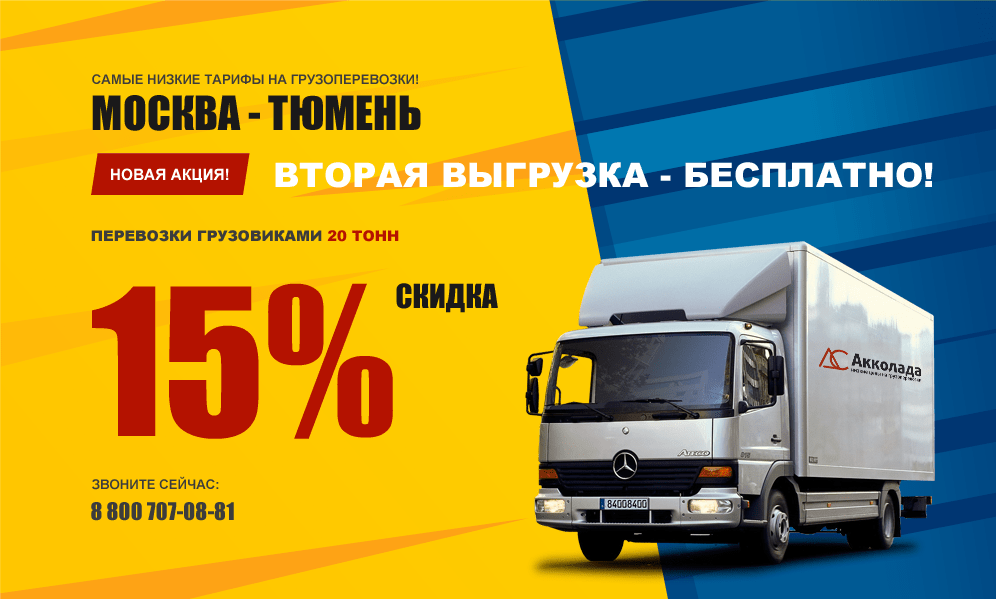 САМЫЕ НИЗКИЕ ТАРИФЫ НА ГРУЗОПЕРЕВОЗКИ!
МОСКВА - ТЮМЕНЬ
НОВАЯ АКЦИЯ!
ВТОРАЯ ВЫГРУЗКА - БЕСПЛАТНО!
ПЕРЕВОЗКИ ГРУЗОВИКАМИ 20 ТОНН
15%
СКИДКА
АС Акколада
Atego
84008400
ЗВОНИТЕ СЕЙЧАС:
8 800 707-08-81